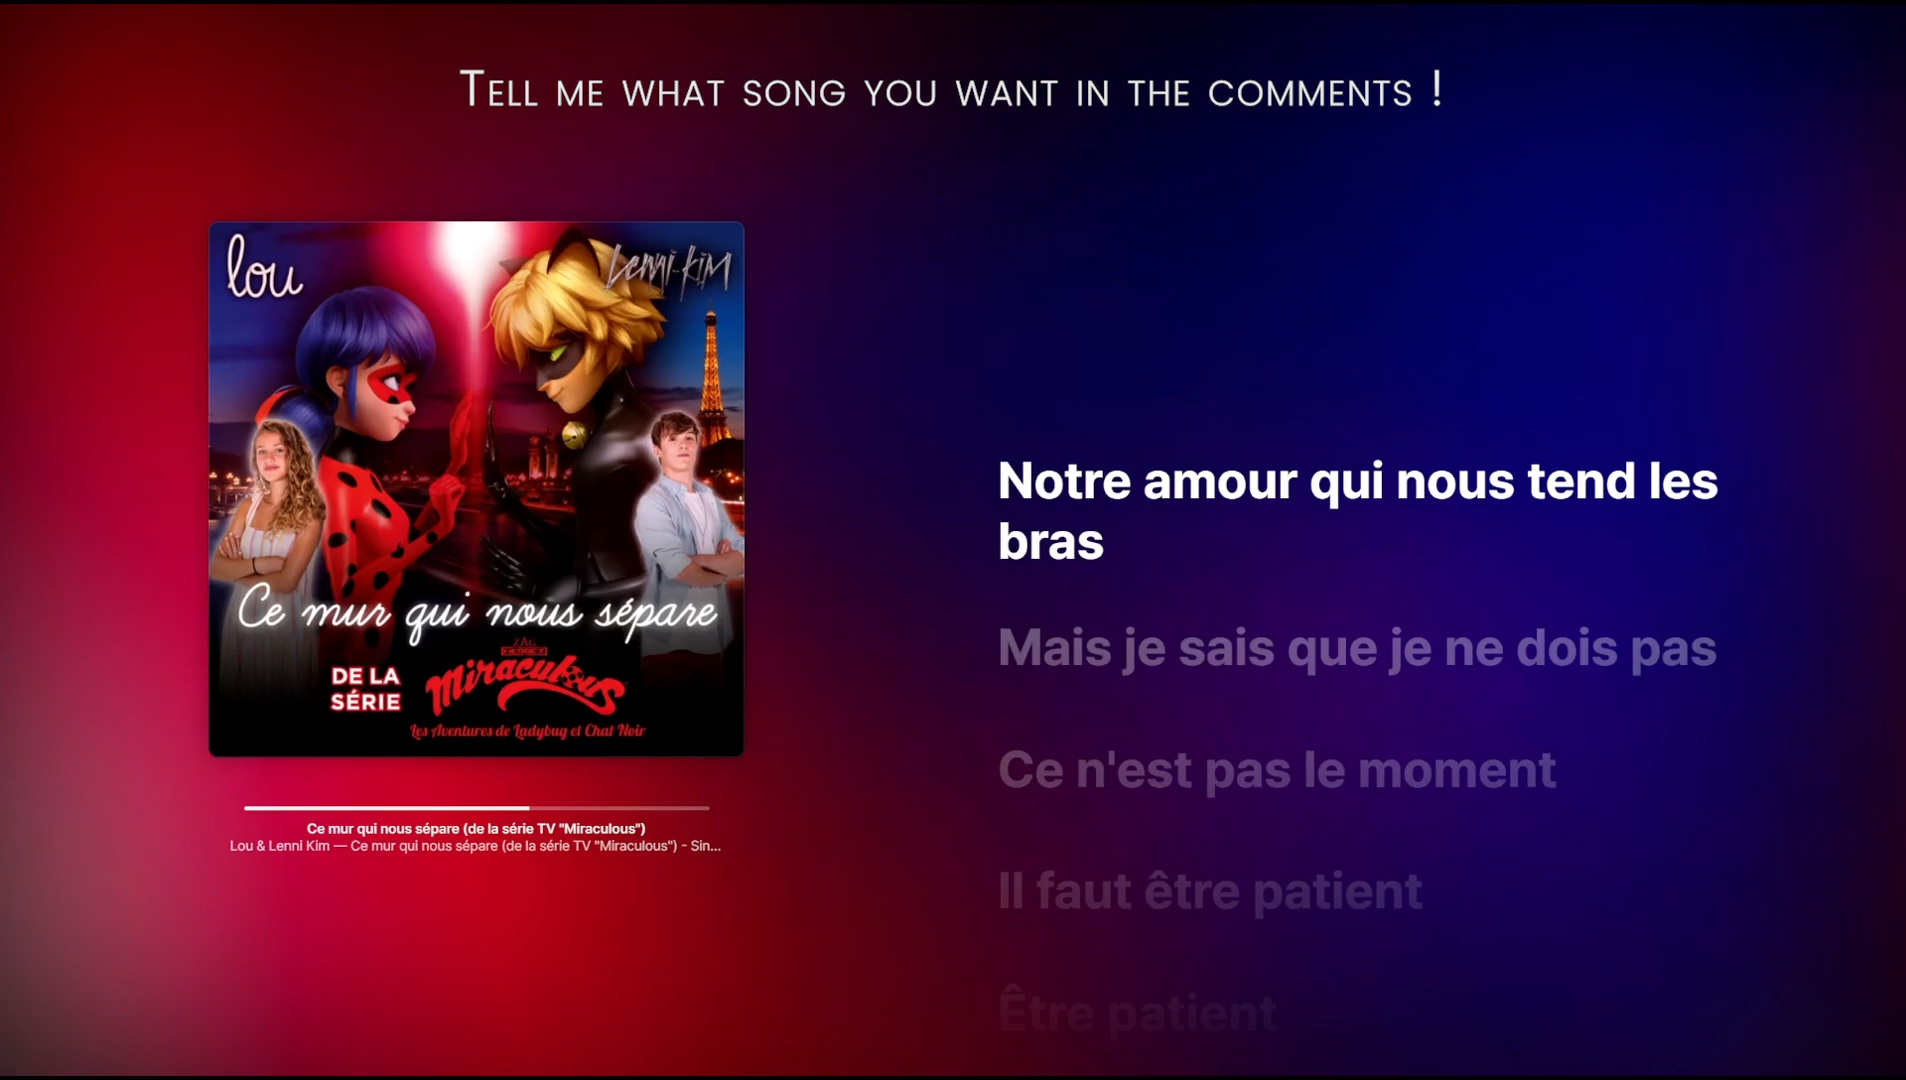 Tell me what song you want in the comments !
lou
Lenni-Kim
Ce mur qui nous sépare
ZAG
HEROEZ
DE LA
SÉRIE
Miraculous
Les Aventures de Ladybug et Chat Noir
Ce mur qui nous sépare (de la série TV "Miraculous")
Lou & Lenni Kim — Ce mur qui nous sépare (de la série TV "Miraculous") - Sin...
Notre amour qui nous tend les
bras
Mais je sais que je ne dois pas
Ce n'est pas le moment
Il faut être patient
Être patient